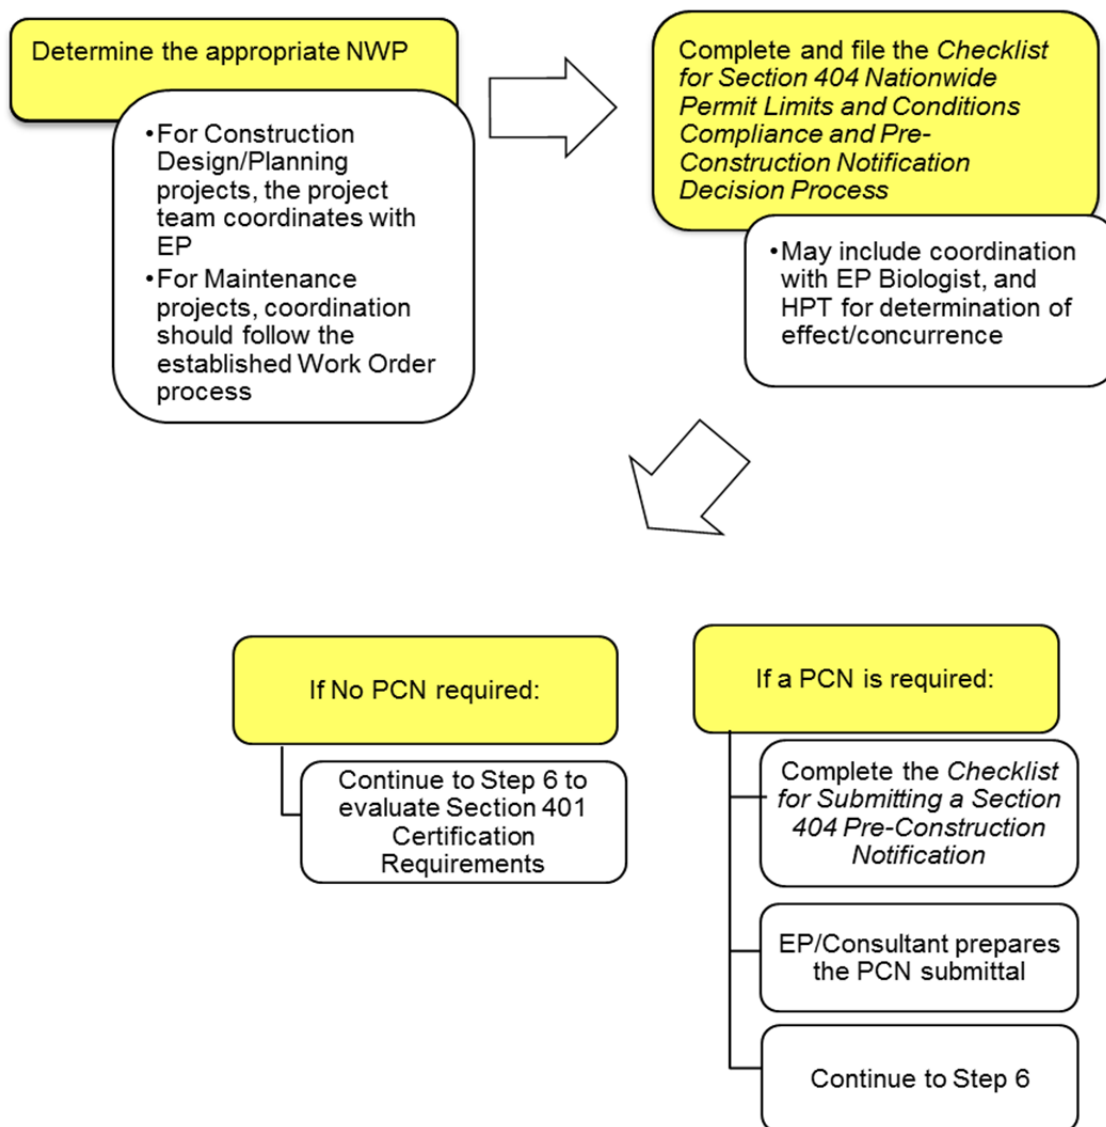 Determine the appropriate NWP
•For Construction
Design/Planning
projects, the project
team coordinates with
EP
•For Maintenance
projects, coordination
should follow the
established Work Order
process
Complete and file the Checklist
for Section 404 Nationwide
Permit Limits and Conditions
Compliance and Pre-
Construction Notification
Decision Process
•May include coordination
with EP Biologist, and
HPT for determination of
effect/concurrence
If No PCN required:
Continue to Step 6 to
evaluate Section 401
Certification
Requirements
If a PCN is required:
Complete the Checklist
for Submitting a Section
404 Pre-Construction
Notification
EP/Consultant prepares
the PCN submittal
Continue to Step 6